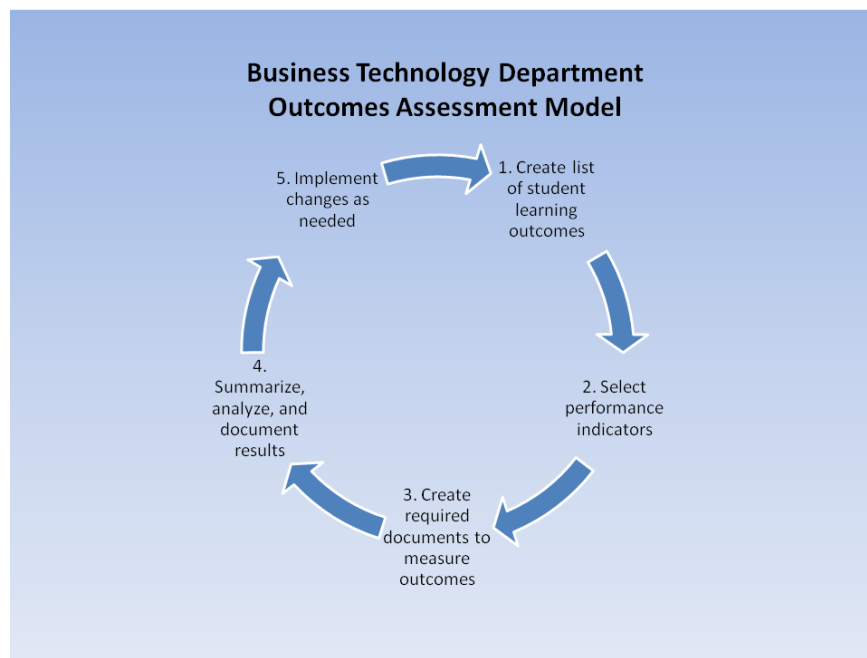 Business Technology Department
Outcomes Assessment Model
1. Create list
of student
learning
outcomes
2. Select
performance
indicators
3. Create
required
documents to
measure
outcomes
4.
Summarize,
analyze, and
document
results
5. Implement
changes as
needed